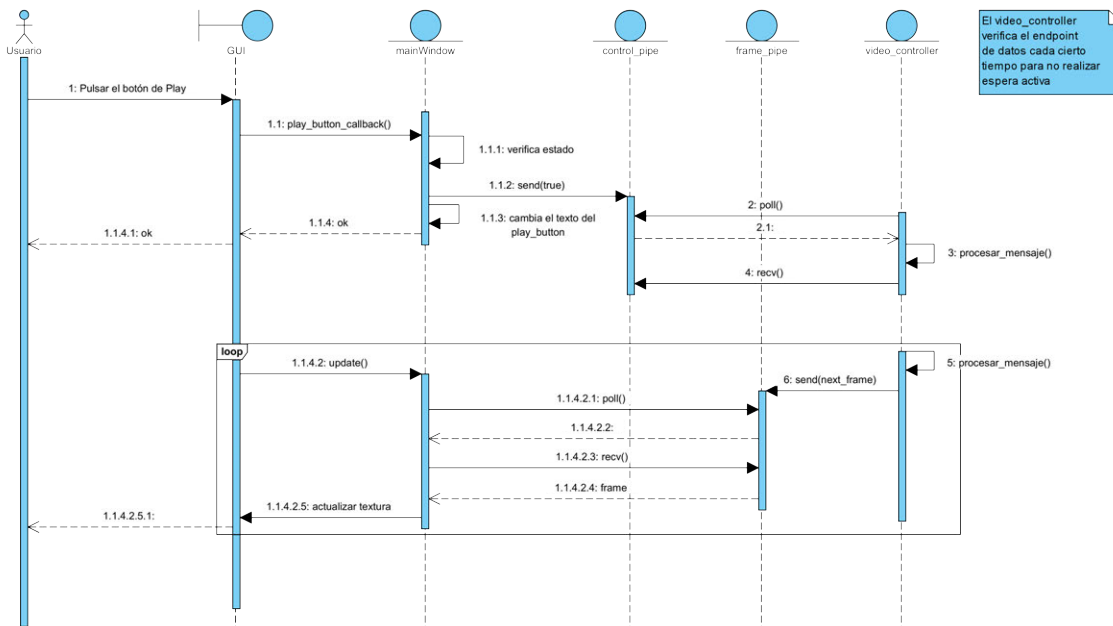 Usuario
GUI
mainWindow
control_pipe
frame_pipe
video_controller
El video_controller
verifica el endpoint
de datos cada cierto
tiempo para no realizar
espera activa
1: Pulsar el botón de Play
1.1: play_button_callback()
1.1.1: verifica estado
1.1.2: send(true)
2: poll()
1.1.3: cambia el texto del
play_button
1.1.4: ok
2.1:
1.1.4.1: ok
3: procesar_mensaje()
4: recv()
loop
1.1.4.2: update()
5: procesar_mensaje()
6: send(next_frame)
1.1.4.2.1: poll()
1.1.4.2.2:
1.1.4.2.3: recv()
1.1.4.2.4: frame
1.1.4.2.5: actualizar textura
1.1.4.2.5.1: